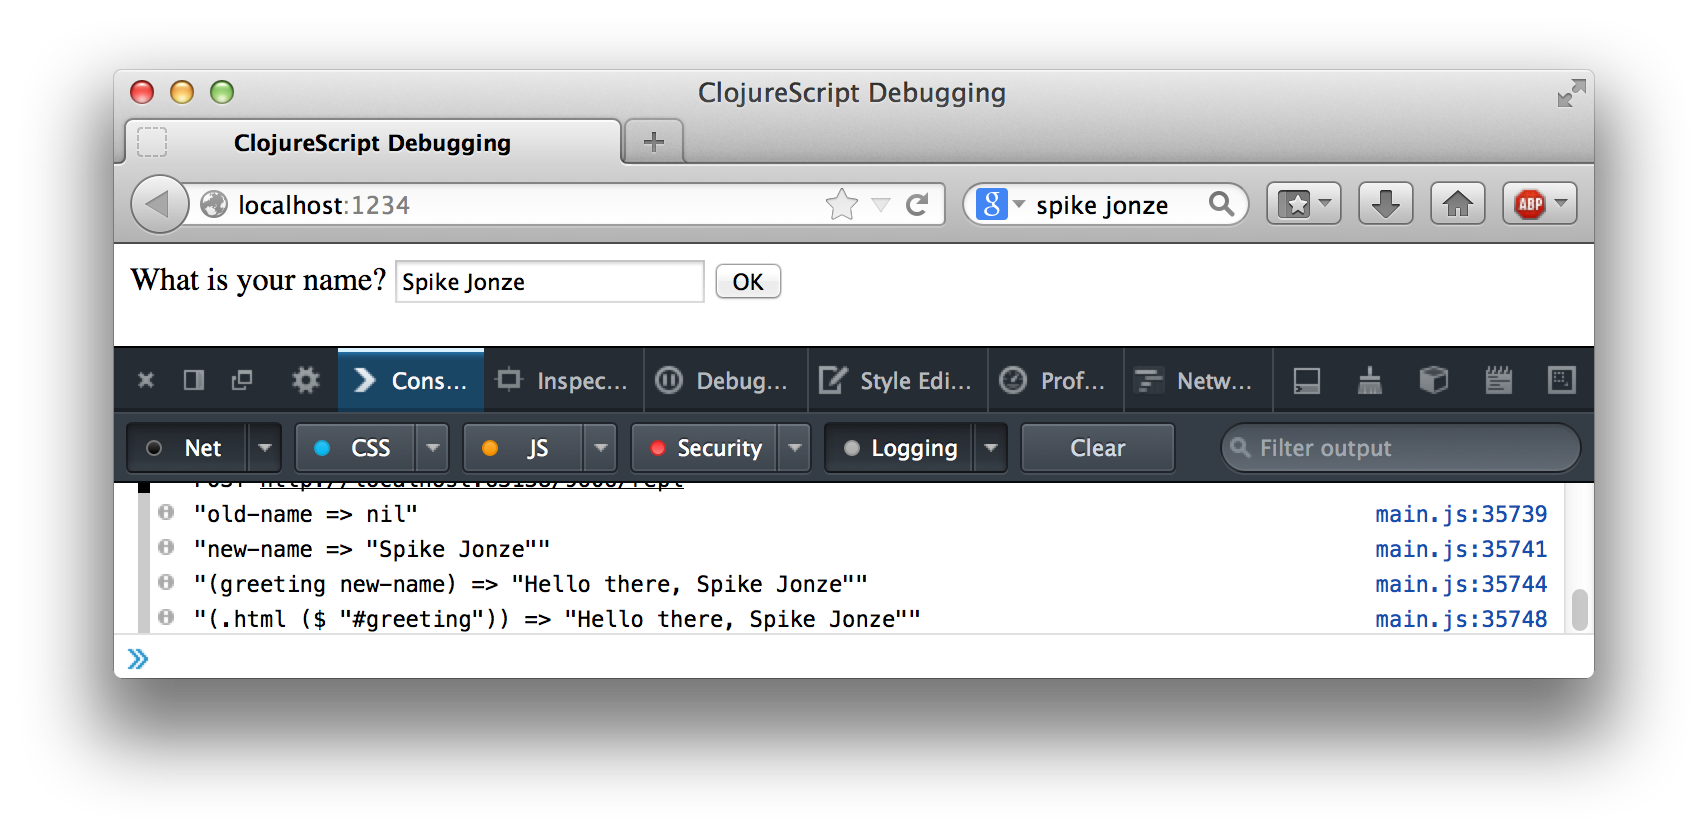 ClojureScript Debugging
ClojureScript Debugging
localhost:1234
g
spike jonze
ABP
What is your name? Spike Jonze OK
Cons...
Inspec...
Debug...
Style Edi...
Prof...
Netw...
Net
CSS
JS
Security
Logging
Clear
Filter output
"old-name => nil" main.js:35739
"new-name => "Spike Jonze"" main.js:35741
"(greeting new-name) => "Hello there, Spike Jonze"" main.js:35744
"(.html ($ "#greeting")) => "Hello there, Spike Jonze"" main.js:35748